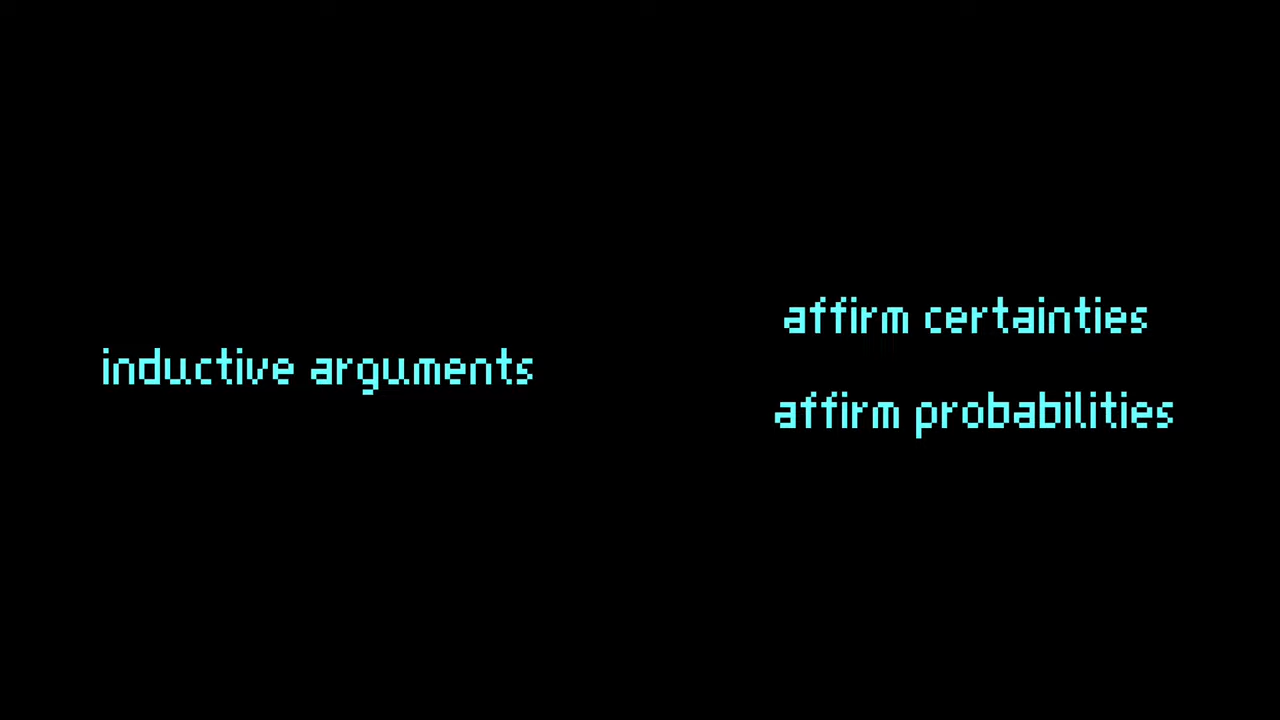 inductive arguments
affirm certainties
affirm probabilities